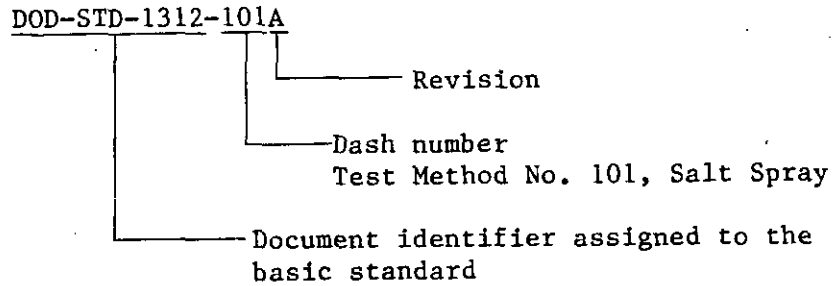 DOD-STD-1312-101A
Revision
Dash number
Test Method No. 101, Salt Spray
Document identifier assigned to the
basic standard